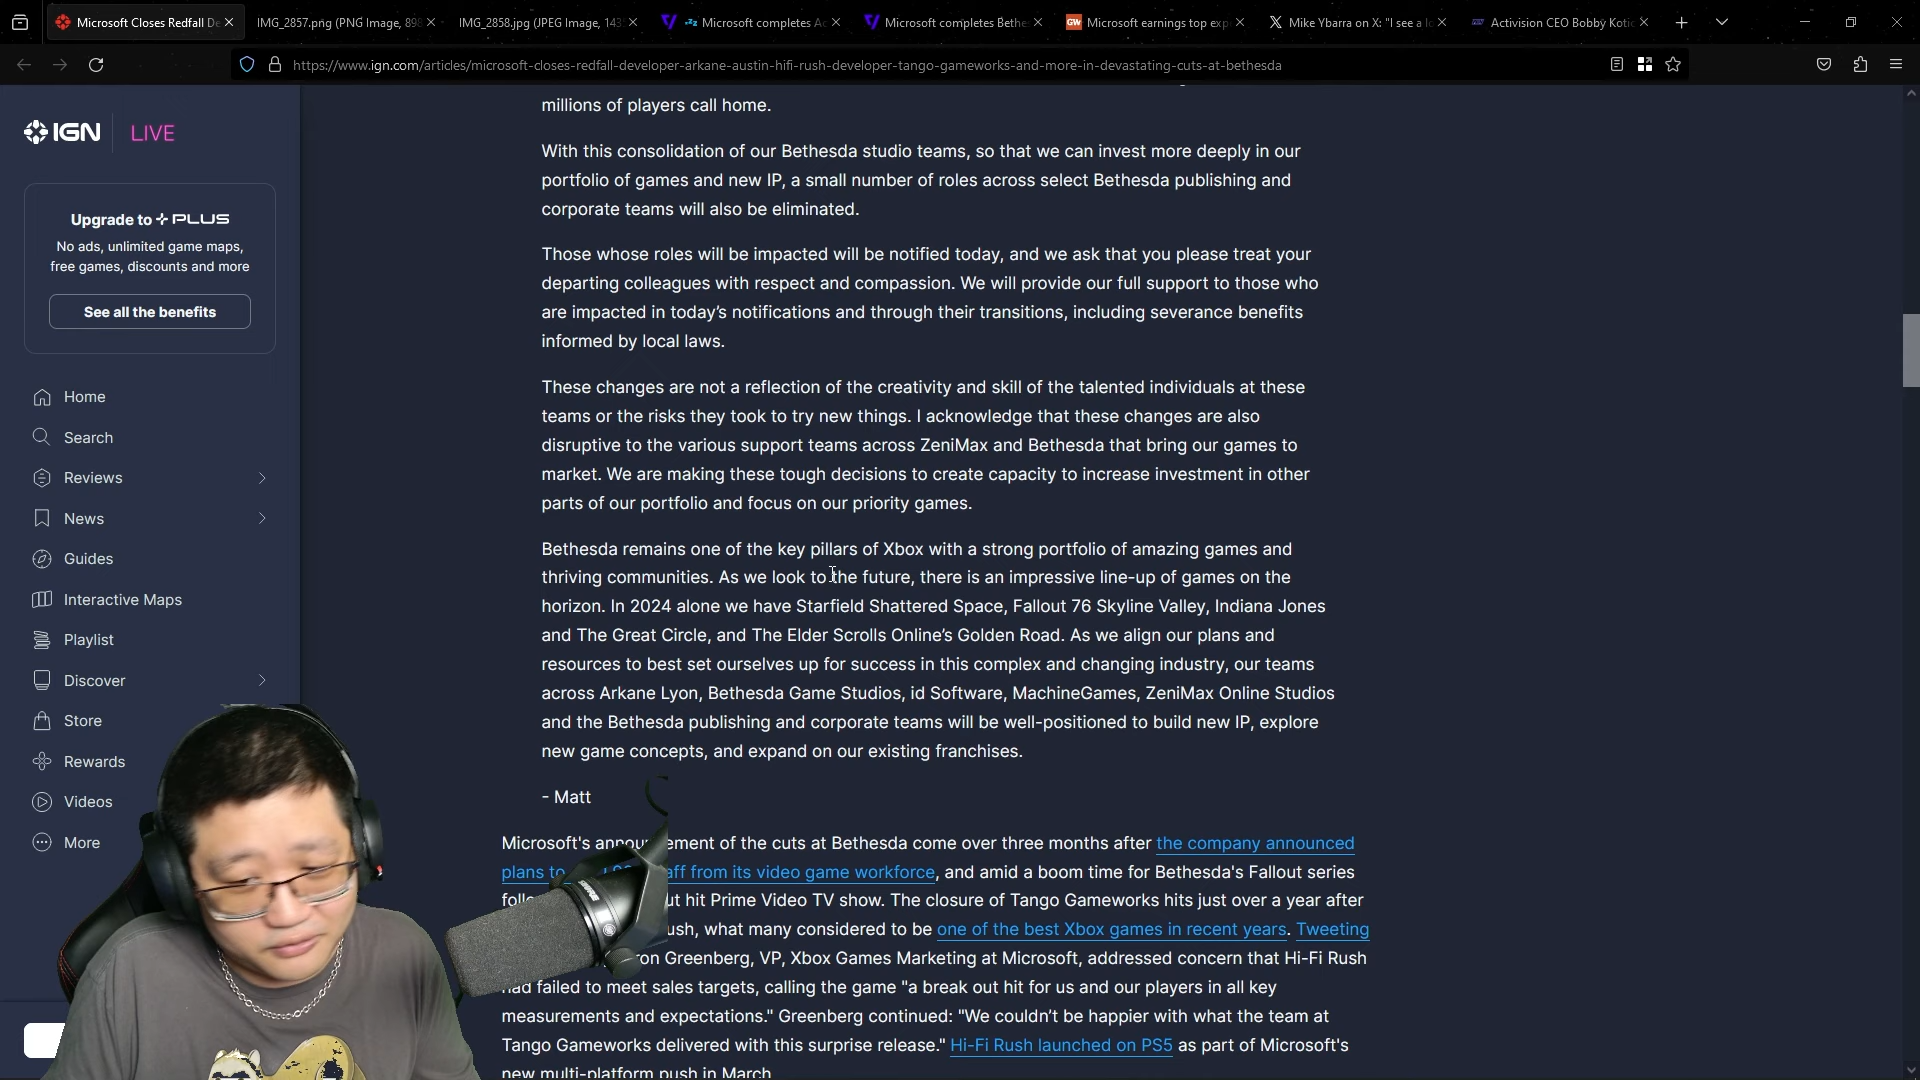 Microsoft Closes Redfall De
IMG_2857.png (PNG Image, 898
IMG_2858.jpg (JPEG Image, 143
Microsoft completes Ac
Microsoft completes Bethe
Microsoft earnings top exp
Mike Ybarra on X: "I see a lo
Activision CEO Bobby Kotic
https://www.ign.com/articles/microsoft-closes-redfall-developer-arkane-austin-hifi-rush-developer-tango-gameworks-and-more-in-devastating-cuts-at-bethesda
IGN LIVE
Upgrade to PLUS
No ads, unlimited game maps,
free games, discounts and more
See all the benefits
Home
Search
Reviews
News
Guides
Interactive Maps
Playlist
Discover
Store
Rewards
Videos
More
millions of players call home.
With this consolidation of our Bethesda studio teams, so that we can invest more deeply in our
portfolio of games and new IP, a small number of roles across select Bethesda publishing and
corporate teams will also be eliminated.
Those whose roles will be impacted will be notified today, and we ask that you please treat your
departing colleagues with respect and compassion. We will provide our full support to those who
are impacted in today’s notifications and through their transitions, including severance benefits
informed by local laws.
These changes are not a reflection of the creativity and skill of the talented individuals at these
teams or the risks they took to try new things. I acknowledge that these changes are also
disruptive to the various support teams across ZeniMax and Bethesda that bring our games to
market. We are making these tough decisions to create capacity to increase investment in other
parts of our portfolio and focus on our priority games.
Bethesda remains one of the key pillars of Xbox with a strong portfolio of amazing games and
thriving communities. As we look to the future, there is an impressive line-up of games on the
horizon. In 2024 alone we have Starfield Shattered Space, Fallout 76 Skyline Valley, Indiana Jones
and The Great Circle, and The Elder Scrolls Online’s Golden Road. As we align our plans and
resources to best set ourselves up for success in this complex and changing industry, our teams
across Arkane Lyon, Bethesda Game Studios, id Software, MachineGames, ZeniMax Online Studios
and the Bethesda publishing and corporate teams will be well-positioned to build new IP, explore
new game concepts, and expand on our existing franchises.
- Matt
Microsoft's announcement of the cuts at Bethesda come over three months after the company announced
plans to aff from its video game workforce, and amid a boom time for Bethesda's Fallout series
foll ut hit Prime Video TV show. The closure of Tango Gameworks hits just over a year after
ush, what many considered to be one of the best Xbox games in recent years. Tweeting
on Greenberg, VP, Xbox Games Marketing at Microsoft, addressed concern that Hi-Fi Rush
had failed to meet sales targets, calling the game "a break out hit for us and our players in all key
measurements and expectations." Greenberg continued: "We couldn’t be happier with what the team at
Tango Gameworks delivered with this surprise release." Hi-Fi Rush launched on PS5 as part of Microsoft's
new multi-platform push in March